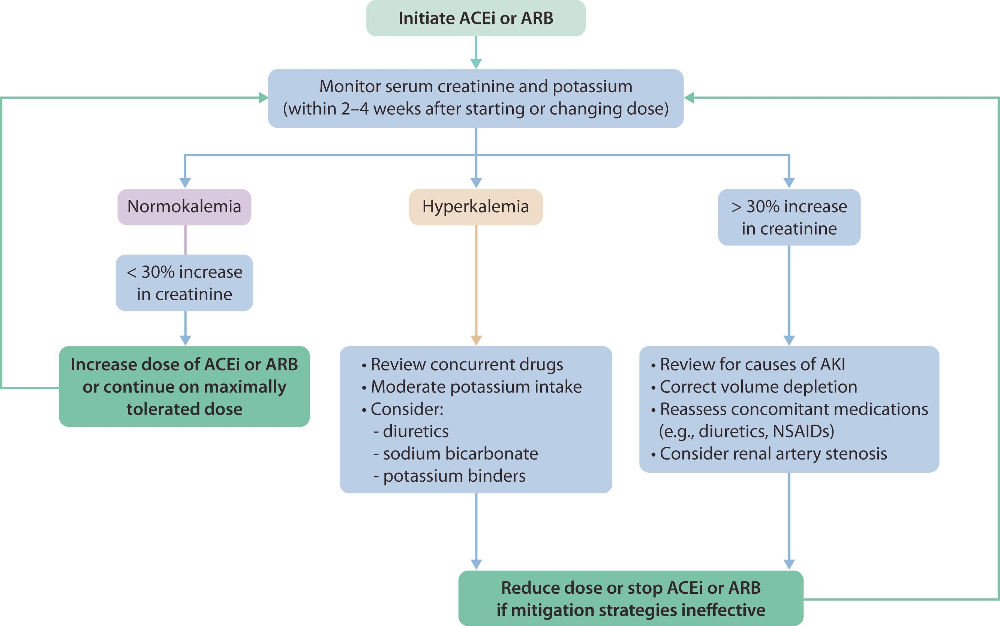 Initiate ACEi or ARB
Monitor serum creatinine and potassium
(within 2–4 weeks after starting or changing dose)
Normokalemia
< 30% increase
in creatinine
Increase dose of ACEi or ARB
or continue on maximally
tolerated dose
Hyperkalemia
• Review concurrent drugs
• Moderate potassium intake
• Consider:
- diuretics
- sodium bicarbonate
- potassium binders
> 30% increase
in creatinine
• Review for causes of AKI
• Correct volume depletion
• Reassess concomitant medications
(e.g., diuretics, NSAIDs)
• Consider renal artery stenosis
Reduce dose or stop ACEi or ARB
if mitigation strategies ineffective